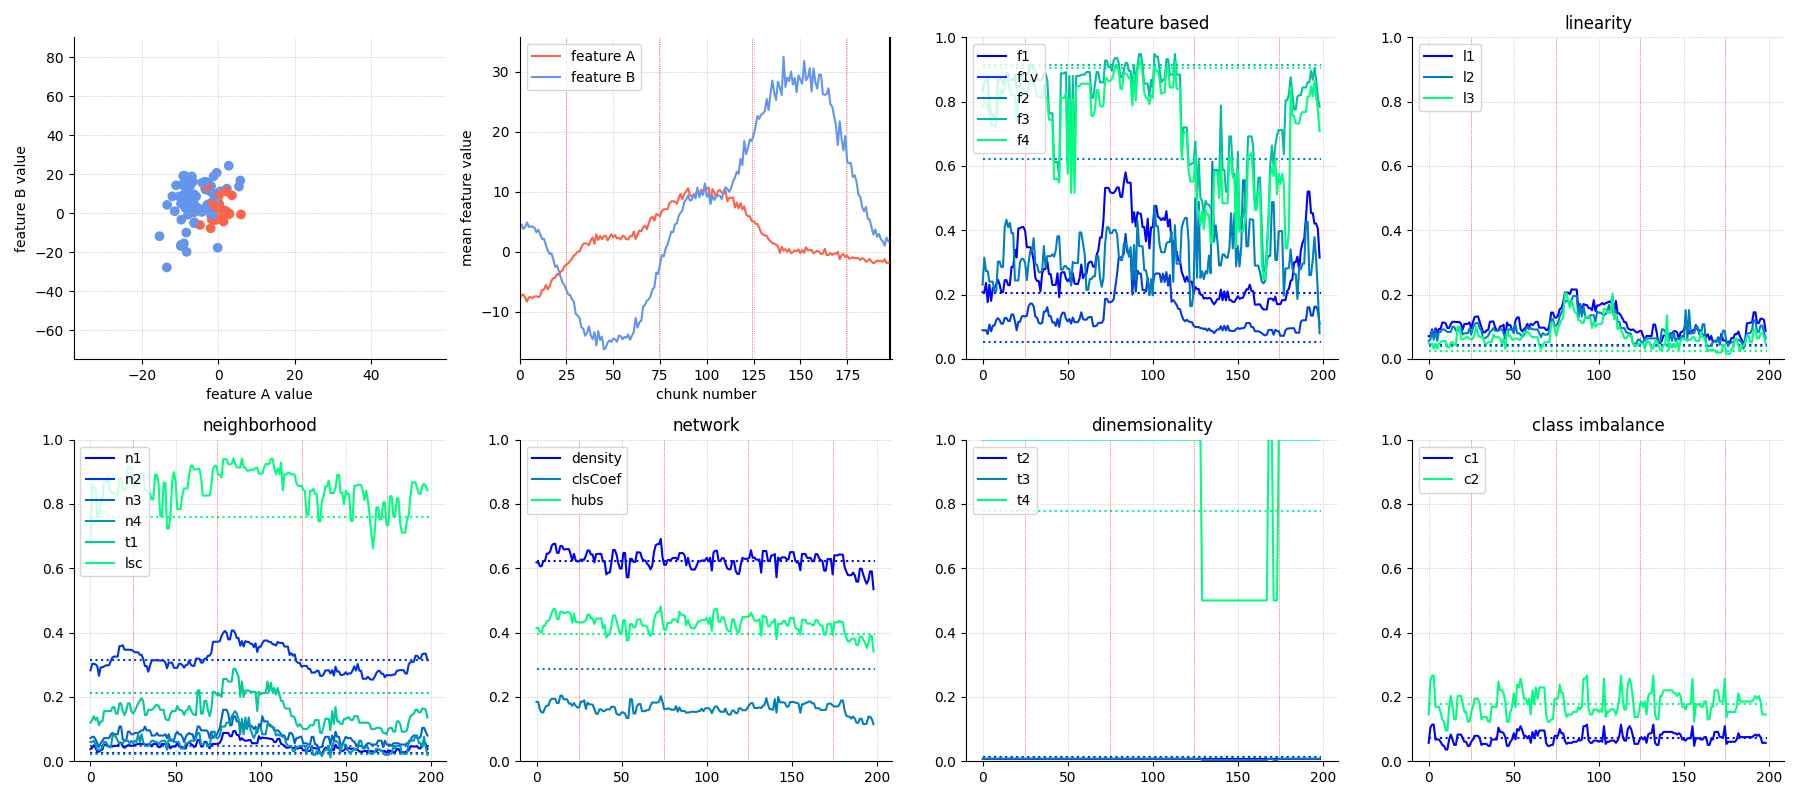 80
60
40
20
0
−20
−40
−60
−20
0
20
40
feature A value
feature B value
feature A
feature B
30
20
10
0
−10
0
25
50
75
100
125
150
175
chunk number
mean feature value
feature based
f1
f1v
f2
f3
f4
1.0
0.8
0.6
0.4
0.2
0.0
0
50
100
150
200
linearity
l1
l2
l3
1.0
0.8
0.6
0.4
0.2
0.0
0
50
100
150
200
neighborhood
n1
n2
n3
n4
t1
lsc
1.0
0.8
0.6
0.4
0.2
0.0
0
50
100
150
200
network
density
clsCoef
hubs
1.0
0.8
0.6
0.4
0.2
0.0
0
50
100
150
200
dinemsionality
t2
t3
t4
1.0
0.8
0.6
0.4
0.2
0.0
0
50
100
150
200
class imbalance
c1
c2
1.0
0.8
0.6
0.4
0.2
0.0
0
50
100
150
200